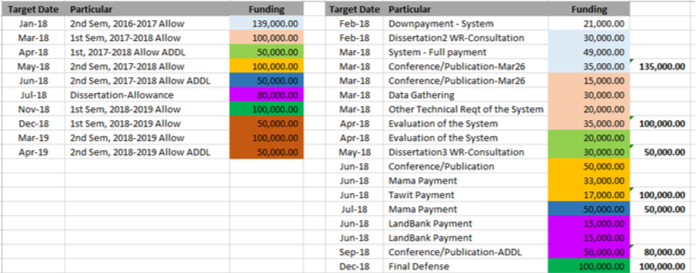 Target Date Particular Funding
Jan-18 2nd Sem, 2016-2017 Allow 139,000.00
Mar-18 1st Sem, 2017-2018 Allow 100,000.00
Apr-18 1st, 2017-2018 Allow ADDL 50,000.00
May-18 2nd Sem, 2017-2018 Allow 100,000.00
Jun-18 2nd Sem, 2017-2018 Allow ADDL 50,000.00
Jul-18 Dissertation-Allowance 80,000.00
Nov-18 1st Sem, 2018-2019 Allow 100,000.00
Dec-18 1st Sem, 2018-2019 Allow 50,000.00
Mar-19 2nd Sem, 2018-2019 Allow 100,000.00
Apr-19 2nd Sem, 2018-2019 Allow ADDL 50,000.00
Target Date Particular Funding
Feb-18 Downpayment - System 21,000.00
Feb-18 Dissertation2 WR-Consultation 30,000.00
Mar-18 System - Full payment 49,000.00
Mar-18 Conference/Publication-Mar26 35,000.00 135,000.00
Mar-18 Conference/Publication-Mar26 15,000.00
Mar-18 Data Gathering 30,000.00
Mar-18 Other Technical Reqt of the System 20,000.00
Apr-18 Evaluation of the System 35,000.00 100,000.00
Apr-18 Evaluation of the System 20,000.00
May-18 Dissertation3 WR-Consultation 30,000.00 50,000.00
Jun-18 Conference/Publication 50,000.00
Jun-18 Mama Payment 33,000.00
Jun-18 Tawit Payment 17,000.00 100,000.00
Jul-18 Mama Payment 50,000.00 50,000.00
Jun-18 LandBank Payment 15,000.00
Jun-18 LandBank Payment 15,000.00
Sep-18 Conference/Publication-ADDL 50,000.00 80,000.00
Dec-18 Final Defense 100,000.00 100,000.00